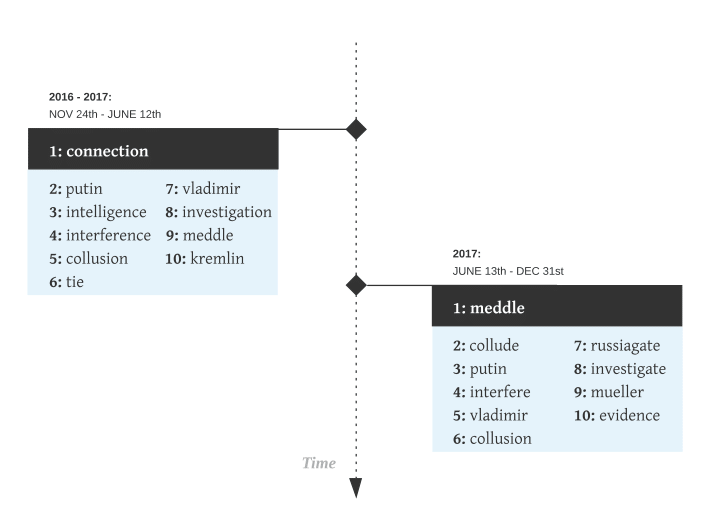 2016 - 2017:
NOV 24th - JUNE 12th
1: connection
2: putin
3: intelligence
4: interference
5: collusion
6: tie
7: vladimir
8: investigation
9: meddle
10: kremlin
2017:
JUNE 13th - DEC 31st
1: meddle
2: collude
3: putin
4: interfere
5: vladimir
6: collusion
7: russiagate
8: investigate
9: mueller
10: evidence
Time